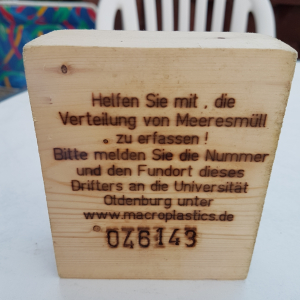 Helfen Sie mit , die
Verteilung von Meeresmüll
zu erfassen !
Bitte melden Sie die Nummer
und den Fundort dieses
Drifters an die Universität
Oldenburg unter
www.macroplastics.de
046143